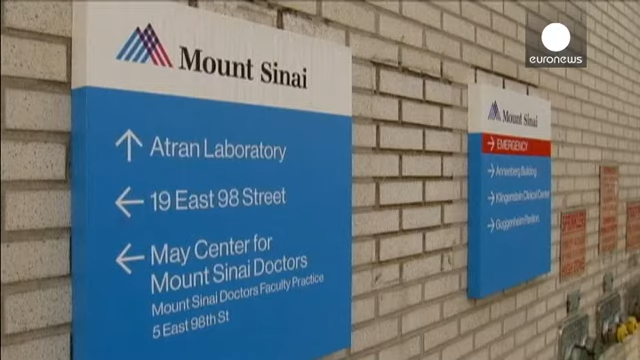 Mount Sinai
Atran Laboratory
19 East 98 Street
May Center for
Mount Sinai Doctors
Mount Sinai Doctors Faculty Practice
5 East 98th St
Mount Sinai
EMERGENCY
Annenberg Building
Klingenstein Clinical Center
Guggenheim Pavilion
euronews